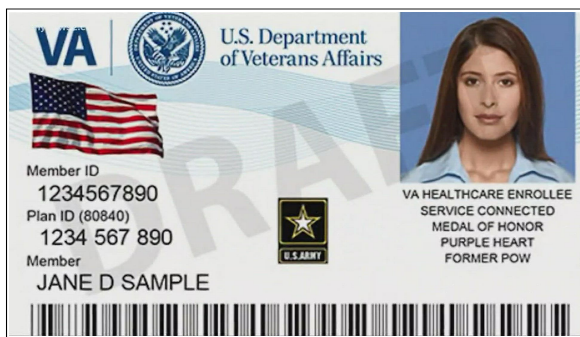 VA
U.S. Department
of Veterans Affairs
DRAFT
Member ID
1234567890
Plan ID (80840)
1234 567 890
Member
JANE D SAMPLE
U.S.ARMY
VA HEALTHCARE ENROLLEE
SERVICE CONNECTED
MEDAL OF HONOR
PURPLE HEART
FORMER POW